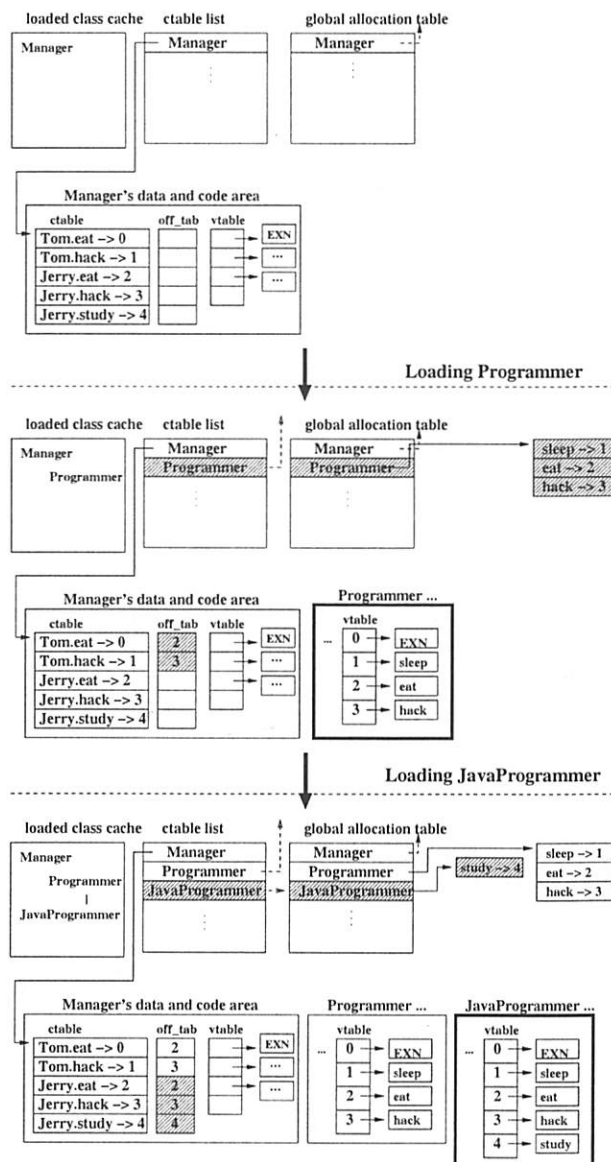 loaded class cache ctable list global allocation table
Manager Manager Manager
Manager's data and code area
ctable off_tab vtable
Tom.eat -> 0 EXN
Tom.hack -> 1 ...
Jerry.eat -> 2 ...
Jerry.hack -> 3
Jerry.study -> 4
Loading Programmer
loaded class cache ctable list global allocation table
Manager Manager Manager
Programmer Programmer Programmer
sleep -> 1
eat -> 2
hack -> 3
Manager's data and code area
ctable off_tab vtable
Tom.eat -> 0 2 EXN
Tom.hack -> 1 3 ...
Jerry.eat -> 2 ...
Jerry.hack -> 3
Jerry.study -> 4
Programmer ...
vtable
... 0 EXN
1 sleep
2 eat
3 hack
Loading JavaProgrammer
loaded class cache ctable list global allocation table
Manager Manager Manager
Programmer Programmer Programmer
JavaProgrammer JavaProgrammer JavaProgrammer
study -> 4
sleep -> 1
eat -> 2
hack -> 3
Manager's data and code area
ctable off_tab vtable
Tom.eat -> 0 2 EXN
Tom.hack -> 1 3 ...
Jerry.eat -> 2 2 ...
Jerry.hack -> 3 3
Jerry.study -> 4 4
Programmer ...
vtable
... 0 EXN
1 sleep
2 eat
3 hack
JavaProgrammer ...
vtable
... 0 EXN
1 sleep
2 eat
3 hack
4 study